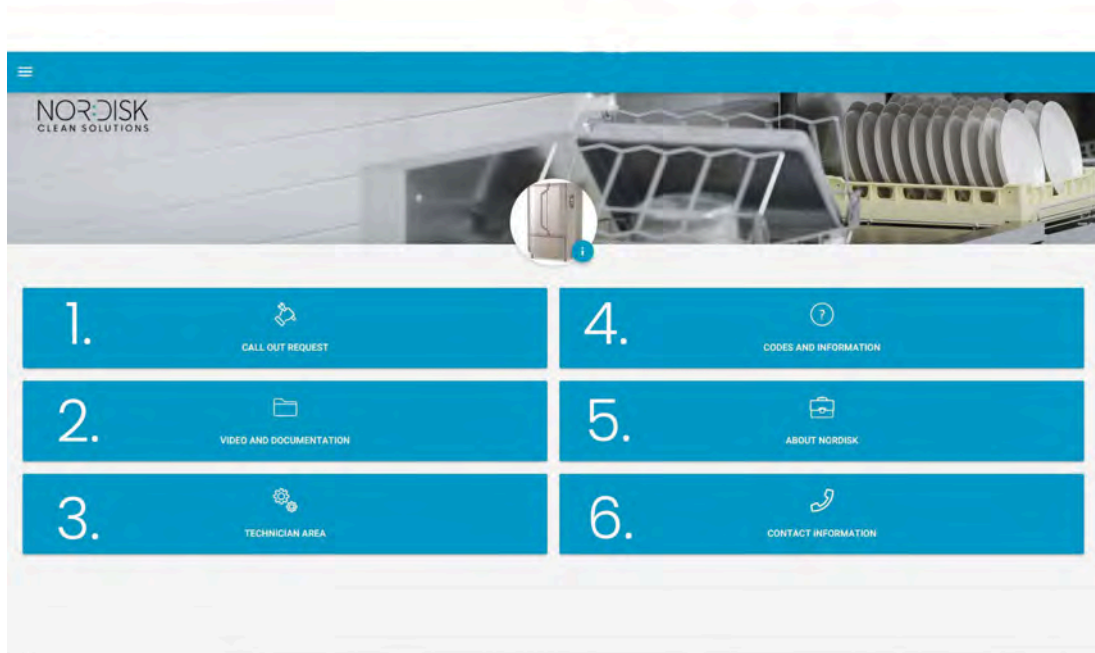 NORDISK
CLEAN SOLUTIONS
i
1.
CALL OUT REQUEST
2.
VIDEO AND DOCUMENTATION
3.
TECHNICIAN AREA
4.
?
CODES AND INFORMATION
5.
ABOUT NORDISK
6.
CONTACT INFORMATION